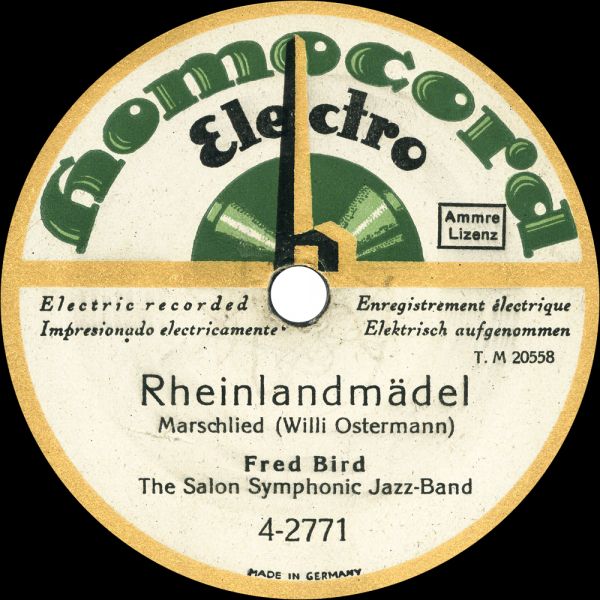 Homocord
Electro
Ammre
Lizenz
Electric recorded Enregistrement électrique
Impresionado electricamente Elektrisch aufgenommen
T. M 20558
Rheinlandmädel
Marschlied (Willi Ostermann)
Fred Bird
The Salon Symphonic Jazz-Band
4-2771
MADE IN GERMANY